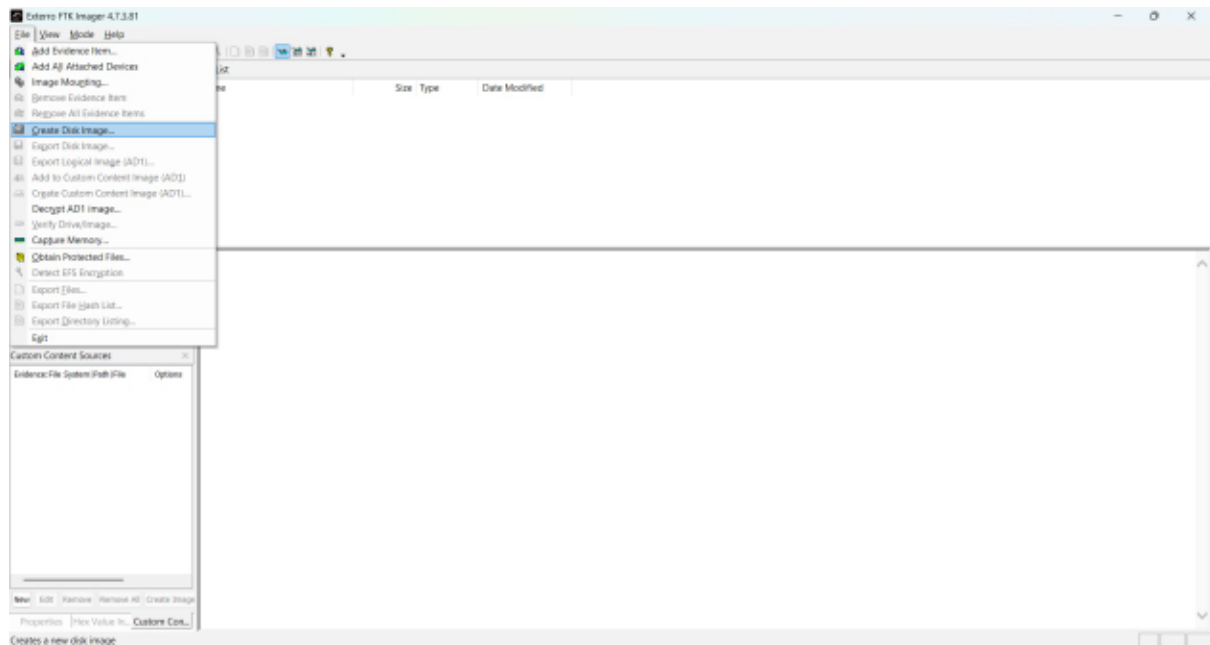 Exterro FTK Imager 4.7.3.81
File View Mode Help
Add Evidence Item...
Add All Attached Devices
Image Mounting...
Remove Evidence Item
Remove All Evidence Items
Create Disk Image...
Export Disk Image...
Export Logical Image (AD1)...
Add to Custom Content Image (AD1)
Create Custom Content Image (AD1)...
Decrypt AD1 image...
Verify Drive/Image...
Capture Memory...
Obtain Protected Files...
Detect EFS Encryption
Export Files...
Export File Hash List...
Export Directory Listing...
Exit
List
me Size Type Date Modified
Custom Content Sources
Evidence:File System|Path|File Options
New Edit Remove Remove All Create Image
Properties Hex Value In... Custom Con...
Creates a new disk image